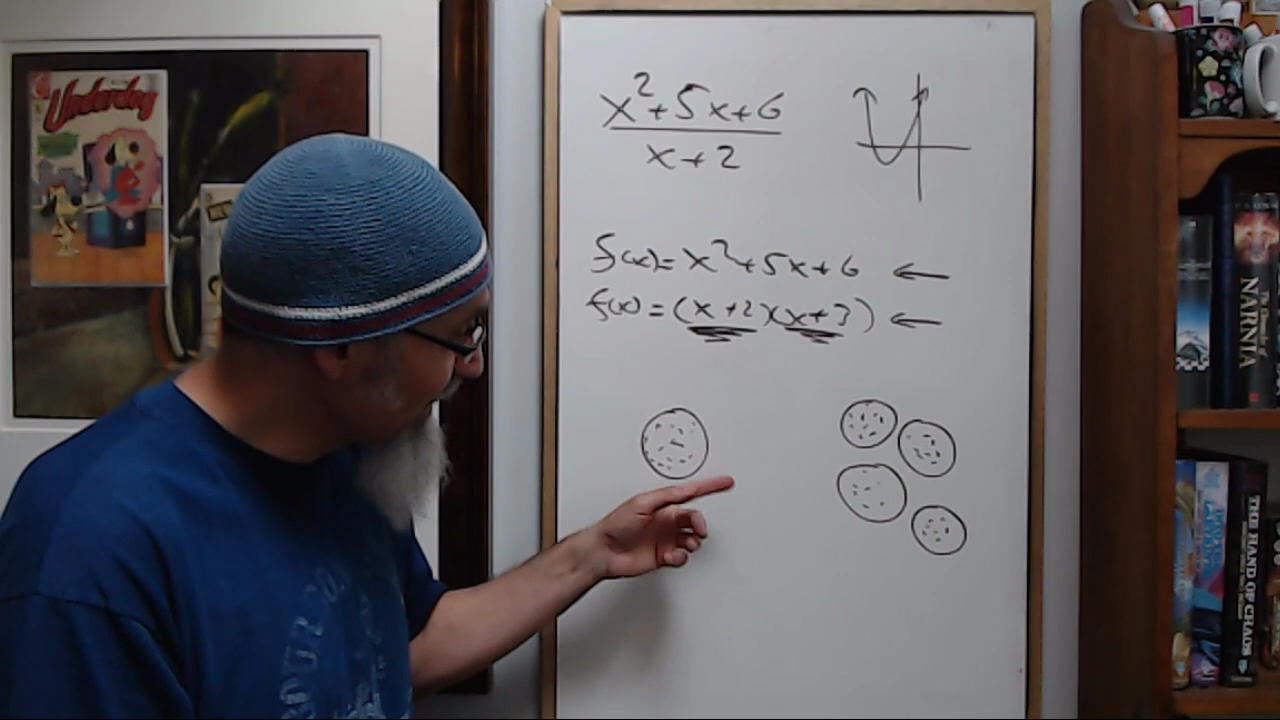 Underdog
x²+5x+6
x+2
f(x)=x²+5x+6 ←
f(x)=(x+2)(x+3) ←
NARNIA
THE HAND OF CHAOS